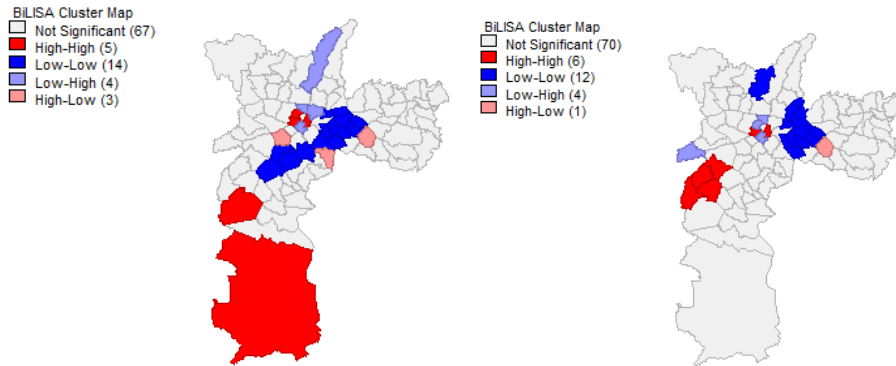 BiLISA Cluster Map
Not Significant (67)
High-High (5)
Low-Low (14)
Low-High (4)
High-Low (3)
BiLISA Cluster Map
Not Significant (70)
High-High (6)
Low-Low (12)
Low-High (4)
High-Low (1)